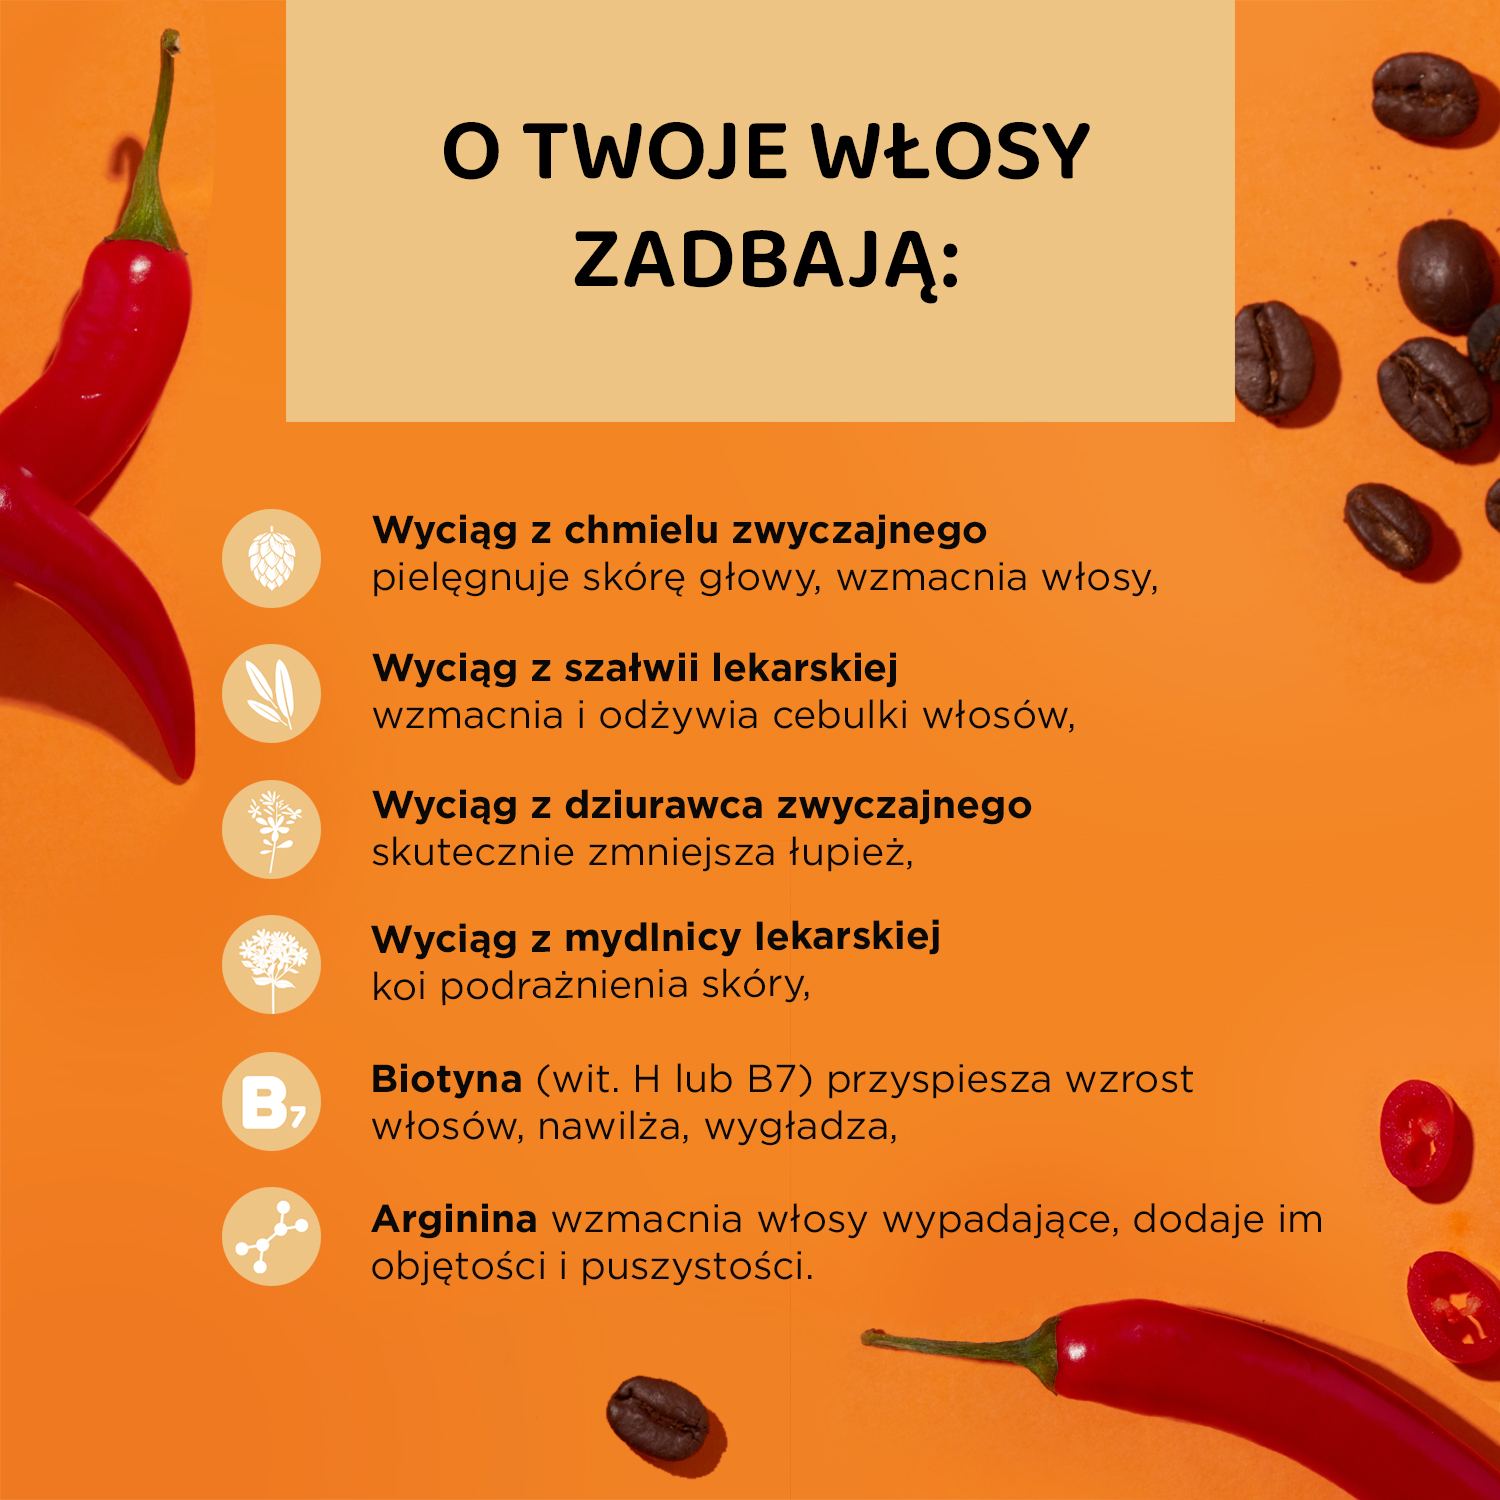 O TWOJE WŁOSY
ZADBAJĄ:
Wyciąg z chmielu zwyczajnego
pielęgnuje skórę głowy, wzmacnia włosy,
Wyciąg z szałwii lekarskiej
wzmacnia i odżywia cebulki włosów,
Wyciąg z dziurawca zwyczajnego
skutecznie zmniejsza łupież,
Wyciąg z mydlnicy lekarskiej
koi podrażnienia skóry,
B7
Biotyna (wit. H lub B7) przyspiesza wzrost
włosów, nawilża, wygładza,
Arginina wzmacnia włosy wypadające, dodaje im
objętości i puszystości.